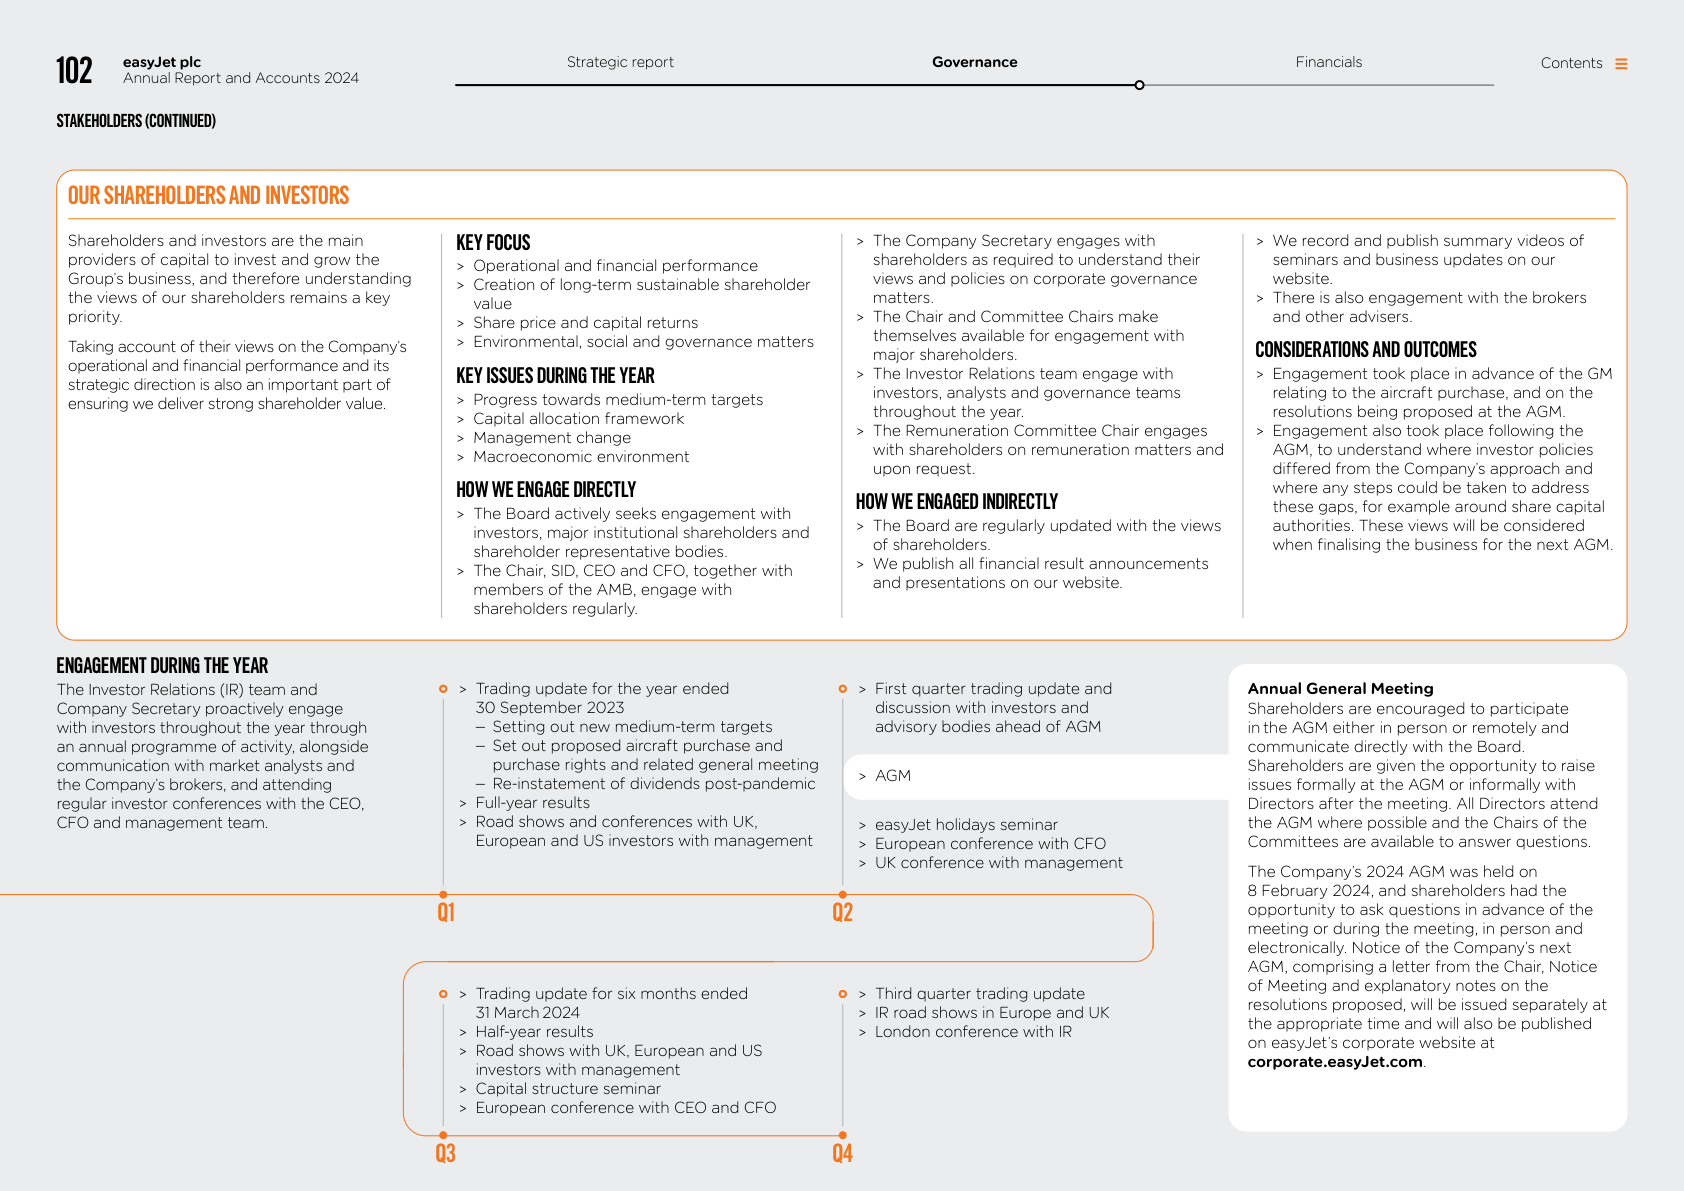 102
easyJet plc
Annual Report and Accounts 2024
Strategic report
Governance
Financials
Contents
STAKEHOLDERS (CONTINUED)
OUR SHAREHOLDERS AND INVESTORS
Shareholders and investors are the main
providers of capital to invest and grow the
Group's business, and therefore understanding
the views of our shareholders remains a key
priority.
Taking account of their views on the Company's
operational and financial performance and its
strategic direction is also an important part of
ensuring we deliver strong shareholder value.
KEY FOCUS
> Operational and financial performance
> Creation of long-term sustainable shareholder
value
> Share price and capital returns
> Environmental, social and governance matters
KEY ISSUES DURING THE YEAR
> Progress towards medium-term targets
> Capital allocation framework
> Management change
> Macroeconomic environment
HOW WE ENGAGE DIRECTLY
> The Board actively seeks engagement with
investors, major institutional shareholders and
shareholder representative bodies.
> The Chair, SID, CEO and CFO, together with
members of the AMB, engage with
shareholders regularly.
> The Company Secretary engages with
shareholders as required to understand their
views and policies on corporate governance
matters.
> The Chair and Committee Chairs make
themselves available for engagement with
major shareholders.
> The Investor Relations team engage with
investors, analysts and governance teams
throughout the year.
> The Remuneration Committee Chair engages
with shareholders on remuneration matters and
upon request.
HOW WE ENGAGED INDIRECTLY
> The Board are regularly updated with the views
of shareholders.
> We publish all financial result announcements
and presentations on our website.
> We record and publish summary videos of
seminars and business updates on our
website.
> There is also engagement with the brokers
and other advisers.
CONSIDERATIONS AND OUTCOMES
> Engagement took place in advance of the GM
relating to the aircraft purchase, and on the
resolutions being proposed at the AGM.
> Engagement also took place following the
AGM, to understand where investor policies
differed from the Company's approach and
where any steps could be taken to address
these gaps, for example around share capital
authorities. These views will be considered
when finalising the business for the next AGM.
ENGAGEMENT DURING THE YEAR
The Investor Relations (IR) team and
Company Secretary proactively engage
with investors throughout the year through
an annual programme of activity, alongside
communication with market analysts and
the Company's brokers, and attending
regular investor conferences with the CEO,
CFO and management team.
> Trading update for the year ended
30 September 2023
– Setting out new medium-term targets
– Set out proposed aircraft purchase and
purchase rights and related general meeting
– Re-instatement of dividends post-pandemic
> Full-year results
> Road shows and conferences with UK,
European and US investors with management
Q1
> First quarter trading update and
discussion with investors and
advisory bodies ahead of AGM
> AGM
> easyJet holidays seminar
> European conference with CFO
> UK conference with management
Q2
> Trading update for six months ended
31 March 2024
> Half-year results
> Road shows with UK, European and US
investors with management
> Capital structure seminar
> European conference with CEO and CFO
Q3
> Third quarter trading update
> IR road shows in Europe and UK
> London conference with IR
Q4
Annual General Meeting
Shareholders are encouraged to participate
in the AGM either in person or remotely and
communicate directly with the Board.
Shareholders are given the opportunity to raise
issues formally at the AGM or informally with
Directors after the meeting. All Directors attend
the AGM where possible and the Chairs of the
Committees are available to answer questions.
The Company's 2024 AGM was held on
8 February 2024, and shareholders had the
opportunity to ask questions in advance of the
meeting or during the meeting, in person and
electronically. Notice of the Company's next
AGM, comprising a letter from the Chair, Notice
of Meeting and explanatory notes on the
resolutions proposed, will be issued separately at
the appropriate time and will also be published
on easyJet's corporate website at
corporate.easyJet.com.